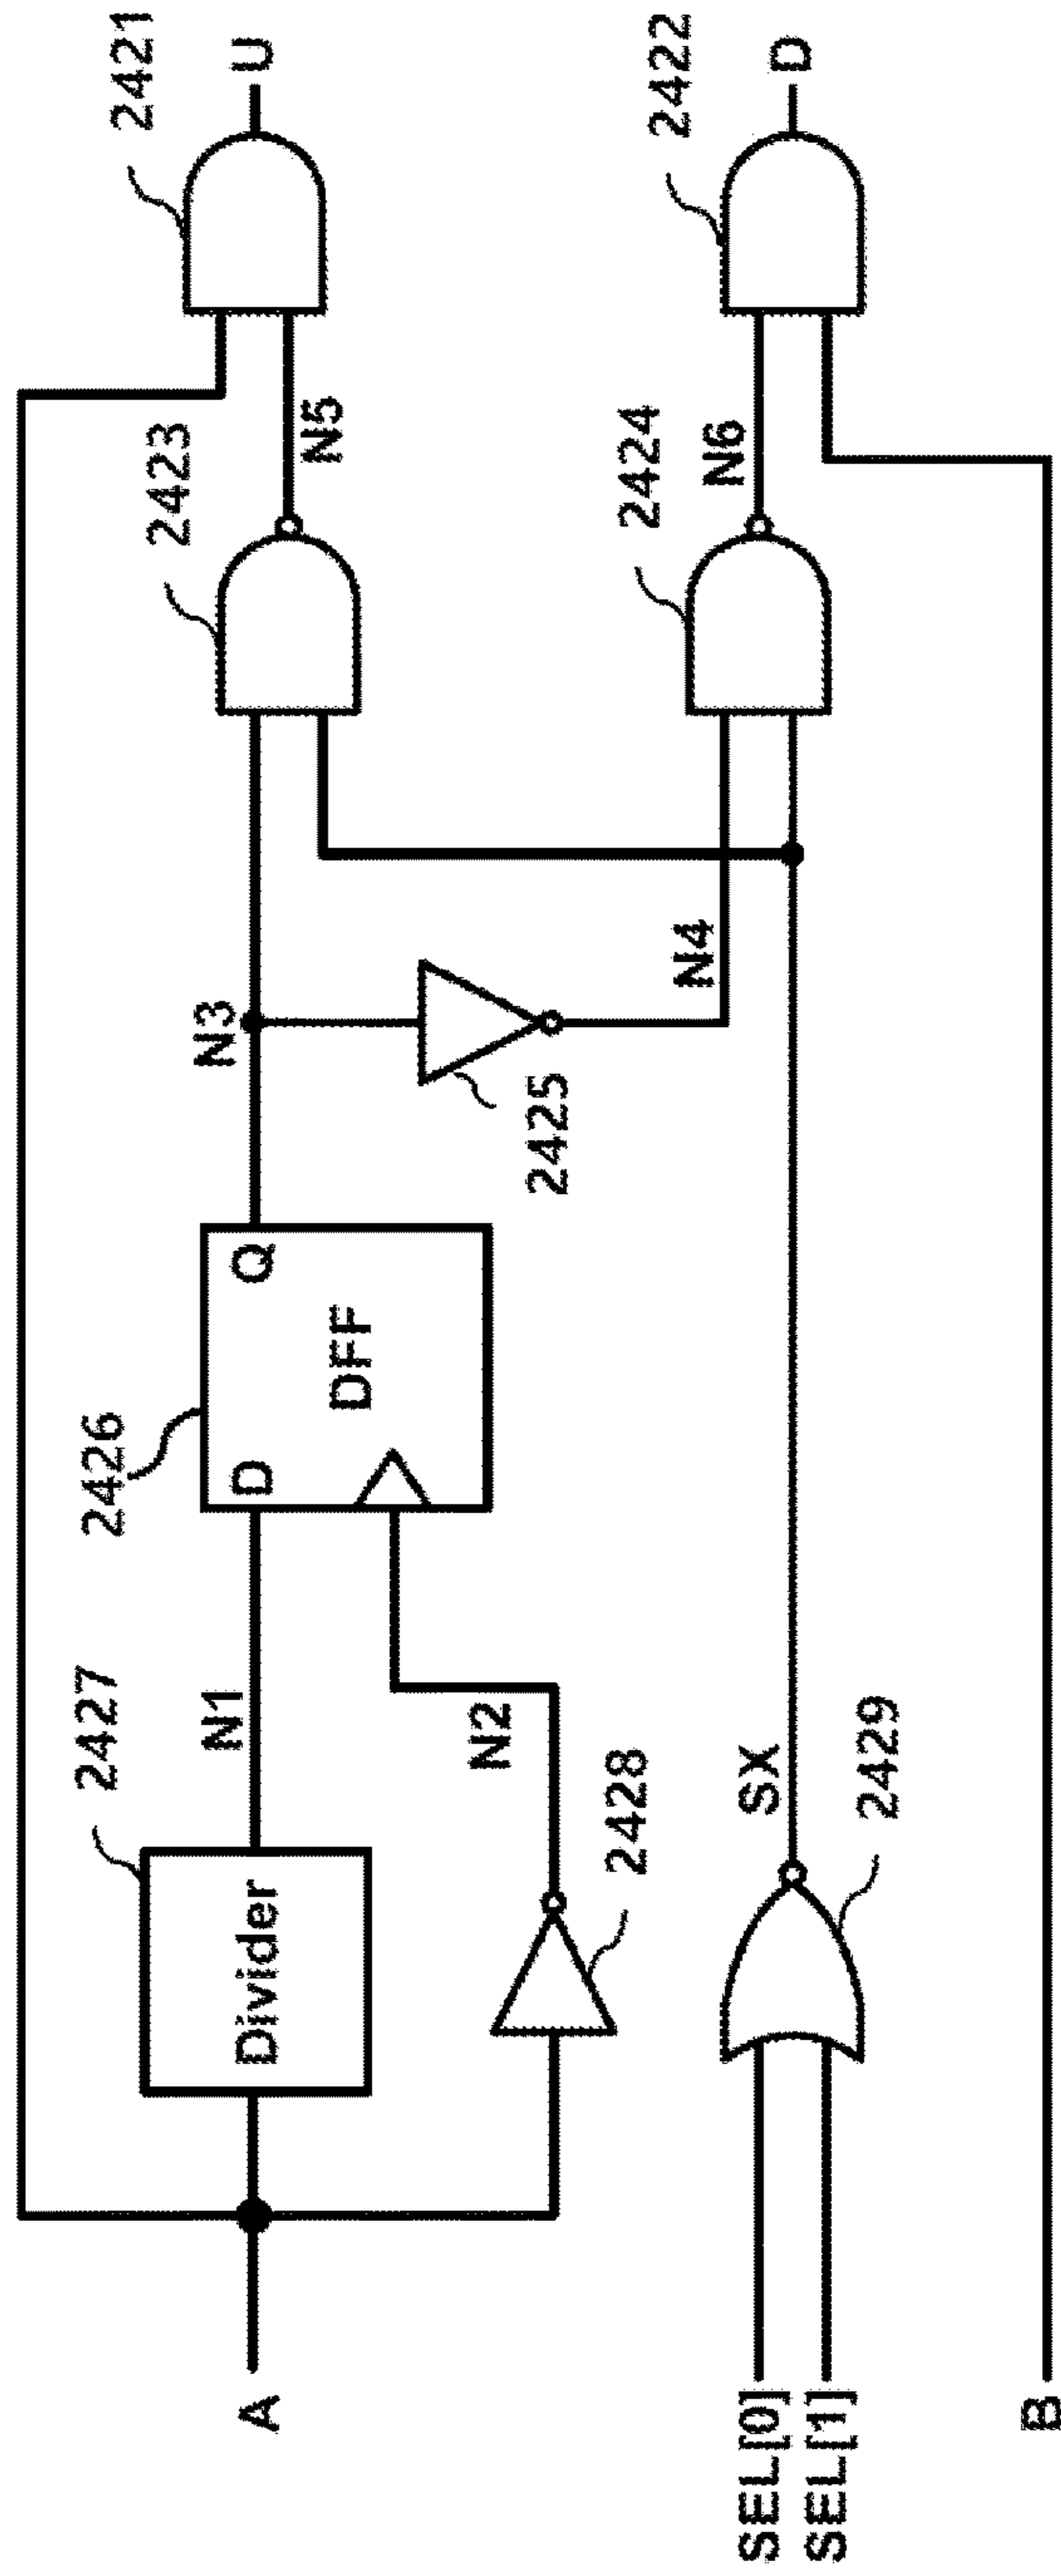 A
SEL[0]
SEL[1]
B
Divider
2427
N1
N2
2428
SX
2429
D
Q
DFF
2426
N3
2425
N4
2423
N5
2424
N6
2421
U
2422
D